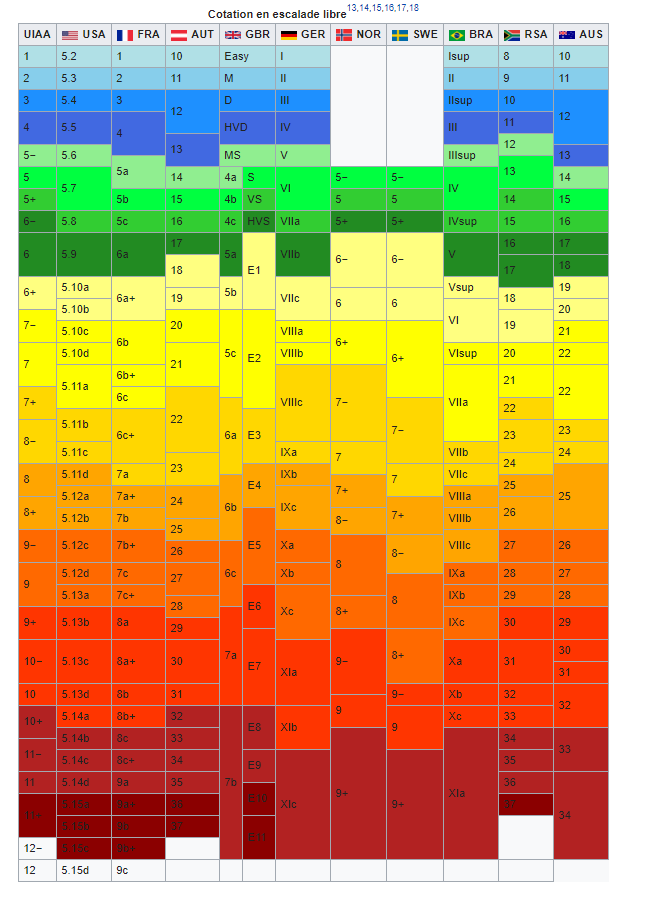 Cotation en escalade libre13,14,15,16,17,18
UIAA USA FRA AUT GBR GER NOR SWE BRA RSA AUS
1 5.2 1 10 Easy I Isup 8 10
2 5.3 2 11 M II II 9 11
3 5.4 3 12 D III IIsup 10 12
4 5.5 4 HVD IV III 11
5− 5.6 13 MS V IIIsup 12 13
5 5.7 5a 14 4a S VI 5− 5− IV 13 14
5+ 5b 15 4b VS 5 5 14 15
6− 5.8 5c 16 4c HVS VIIa 5+ 5+ IVsup 15 16
6 5.9 6a 17 5a VIIb 6− 6− V 16 17
18 E1 17 18
6+ 5.10a 6a+ 19 5b VIIc 6 6 Vsup 18 19
5.10b VI 20
7− 5.10c 20 VIIIa 19 21
7 5.10d 6b 21 5c E2 VIIIb 6+ 6+ VIsup 20 22
5.11a 6b+ 21 22
7+ 6c 22 VIIIc 7− VIIa 22
8− 5.11b 6c+ 6a E3 7− 23 23
5.11c IXa 7 VIIb 24 24
8 5.11d 7a 23 E4 IXb 7 VIIc 25
5.12a 7a+ 24 7+ VIIIa 25
8+ 5.12b 7b 25 6b IXc 8− 7+ VIIIb 26
9− 5.12c 7b+ 26 E5 Xa 8− VIIIc 27 26
9 5.12d 7c 27 6c Xb 8 IXa 28 27
5.13a 7c+ 28 E6 Xc 8+ 8 IXb 29 28
9+ 5.13b 8a 29 IXc 30 29
10− 5.13c 8a+ 30 7a E7 XIa 9− 8+ Xa 31 30
31
10 5.13d 8b 31 9− Xb 32
10+ 5.14a 8b+ 32 9 Xc 33 32
5.14b 8c 33 E8 XIb 9 34
11− 5.14c 8c+ 34 E9 35 33
11 5.14d 9a 35 7b 9+ XIa 36
11+ 5.15a 9a+ 36 E10 XIc 9+ 37 34
5.15b 9b 37 E11
12− 5.15c 9b+
12 5.15d 9c